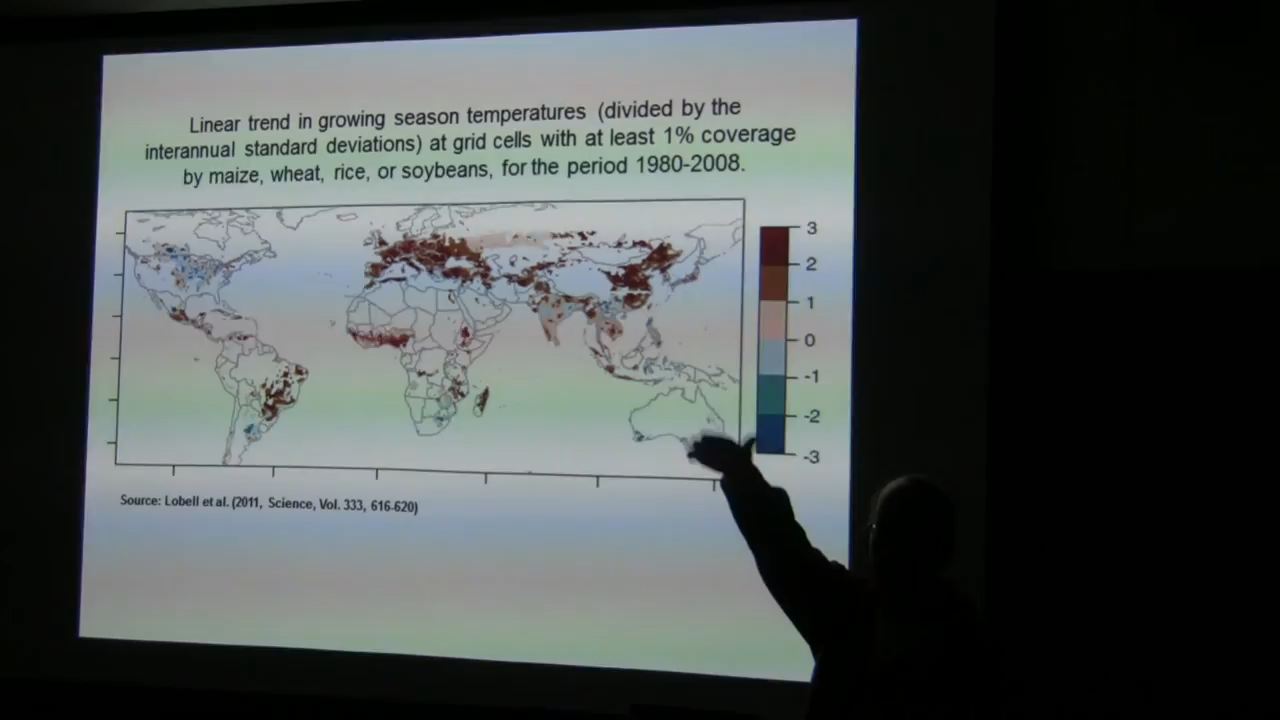 Linear trend in growing season temperatures (divided by the
interannual standard deviations) at grid cells with at least 1% coverage
by maize, wheat, rice, or soybeans, for the period 1980-2008.
3
2
1
0
-1
-2
-3
Source: Lobell et al. (2011, Science, Vol. 333, 616-620)